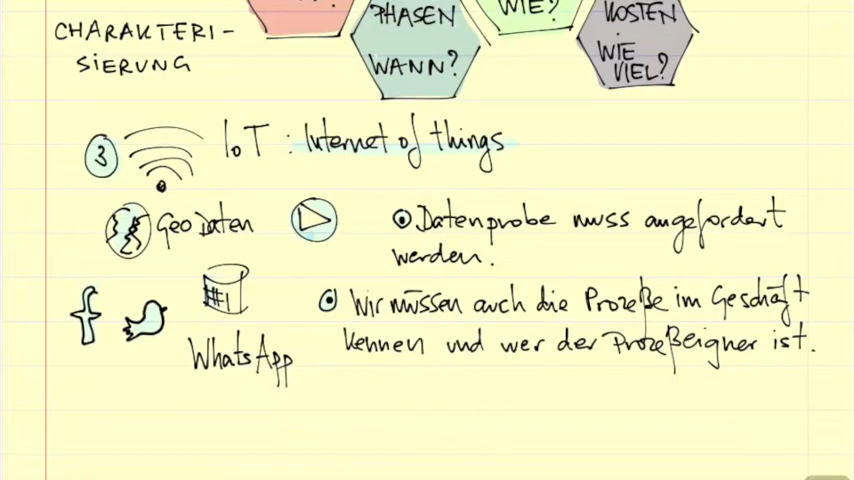 PHASEN
WIE?
KOSTEN
CHARAKTERI-
SIERUNG
WANN?
WIE
VIEL?
3
IoT : Internet of things
GeoDaten
Datenprobe muss angefordert
werden.
#1
Wir müssen auch die Prozeße im Geschäft
kennen und wer der Prozeßeigner ist.
WhatsApp